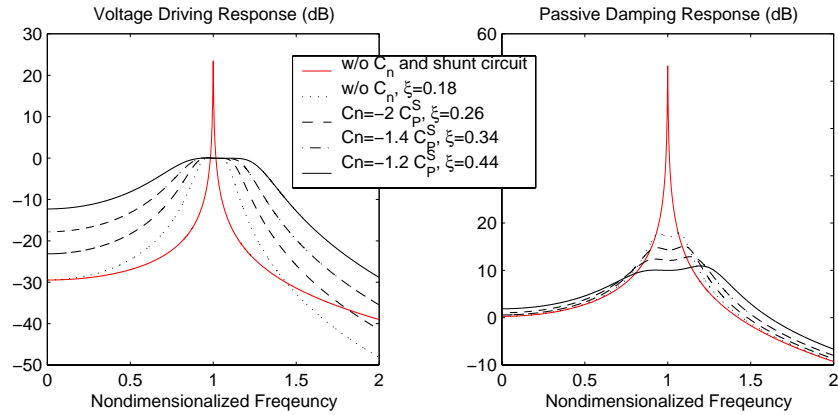 Voltage Driving Response (dB)
30
20
10
0
−10
−20
−30
−40
−50
0
0.5
1
1.5
2
Nondimensionalized Freqeuncy
w/o C_n and shunt circuit
w/o C_n, ξ=0.18
Cn=−2 C_P^S, ξ=0.26
Cn=−1.4 C_P^S, ξ=0.34
Cn=−1.2 C_P^S, ξ=0.44
Passive Damping Response (dB)
60
20
10
0
−10
0
0.5
1
1.5
2
Nondimensionalized Freqeuncy